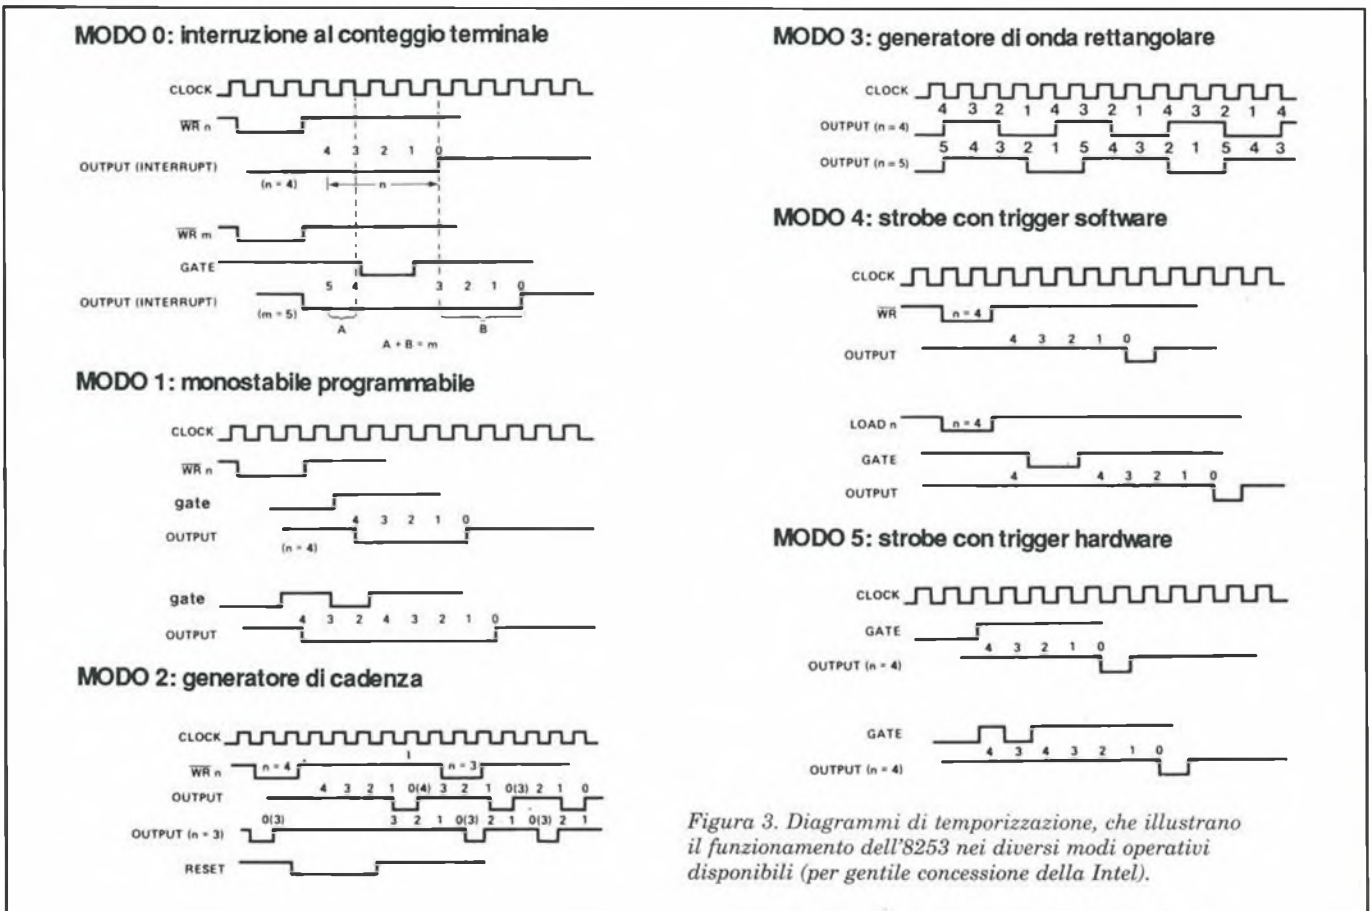 MODO 0: interruzione al conteggio terminale
CLOCK
WR n
4 3 2 1 0
OUTPUT (INTERRUPT)
(n = 4) n
WR m
GATE
5 4 3 2 1 0
OUTPUT (INTERRUPT)
(m = 5)
A B
A + B = m
MODO 1: monostabile programmabile
CLOCK
WR n
gate
4 3 2 1 0
OUTPUT
(n = 4)
gate
4 3 2 4 3 2 1 0
OUTPUT
MODO 2: generatore di cadenza
CLOCK
WR n n = 4 n = 3
4 3 2 1 0(4) 3 2 1 0(3) 2 1 0
OUTPUT
0(3) 3 2 1 0(3) 2 1 0(3) 2 1
OUTPUT (n = 3)
RESET
MODO 3: generatore di onda rettangolare
CLOCK
4 3 2 1 4 3 2 1 4 3 2 1 4
OUTPUT (n = 4)
5 4 3 2 1 5 4 3 2 1 5 4 3
OUTPUT (n = 5)
MODO 4: strobe con trigger software
CLOCK
WR n = 4
4 3 2 1 0
OUTPUT
LOAD n n = 4
GATE
4 4 3 2 1 0
OUTPUT
MODO 5: strobe con trigger hardware
CLOCK
GATE
4 3 2 1 0
OUTPUT (n = 4)
GATE
4 3 4 3 2 1 0
OUTPUT (n = 4)
Figura 3. Diagrammi di temporizzazione, che illustrano
il funzionamento dell'8253 nei diversi modi operativi
disponibili (per gentile concessione della Intel).